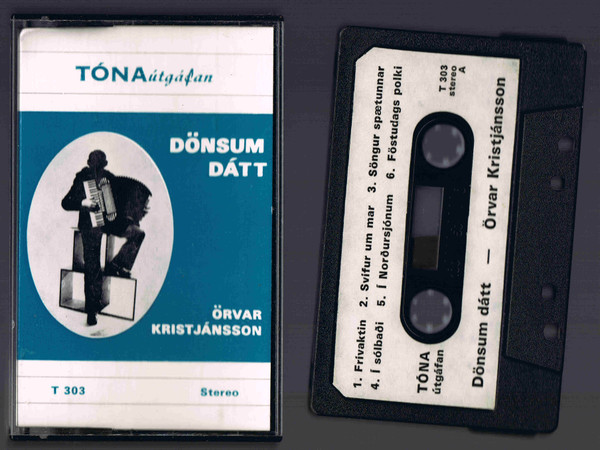 TÓNAútgáfan
DÖNSUM
DÁTT
ÖRVAR
KRISTJÁNSSON
T 303 Stereo
1. Frívaktin 2. Svífur um mar 3. Söngur spætunnar
4. Í sólbaði 5. Í Norðursjónum 6. Föstudags polki
TÓNA
útgáfan
T 303
stereo
A
Dönsum dátt — Örvar Kristjánsson